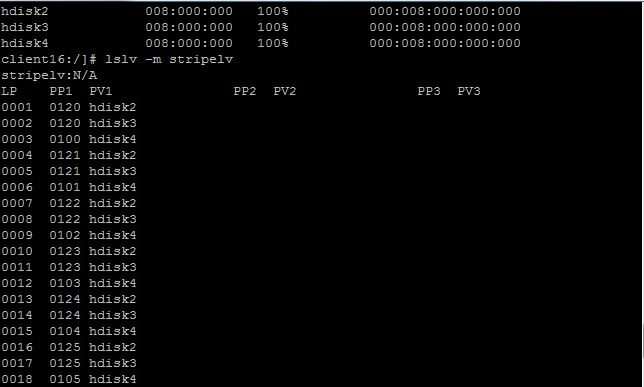 hdisk2 008:000:000 100% 000:008:000:000:000
hdisk3 008:000:000 100% 000:008:000:000:000
hdisk4 008:000:000 100% 000:008:000:000:000
client16:/]# lslv -m stripelv
stripelv:N/A
LP PP1 PV1 PP2 PV2 PP3 PV3
0001 0120 hdisk2
0002 0120 hdisk3
0003 0100 hdisk4
0004 0121 hdisk2
0005 0121 hdisk3
0006 0101 hdisk4
0007 0122 hdisk2
0008 0122 hdisk3
0009 0102 hdisk4
0010 0123 hdisk2
0011 0123 hdisk3
0012 0103 hdisk4
0013 0124 hdisk2
0014 0124 hdisk3
0015 0104 hdisk4
0016 0125 hdisk2
0017 0125 hdisk3
0018 0105 hdisk4